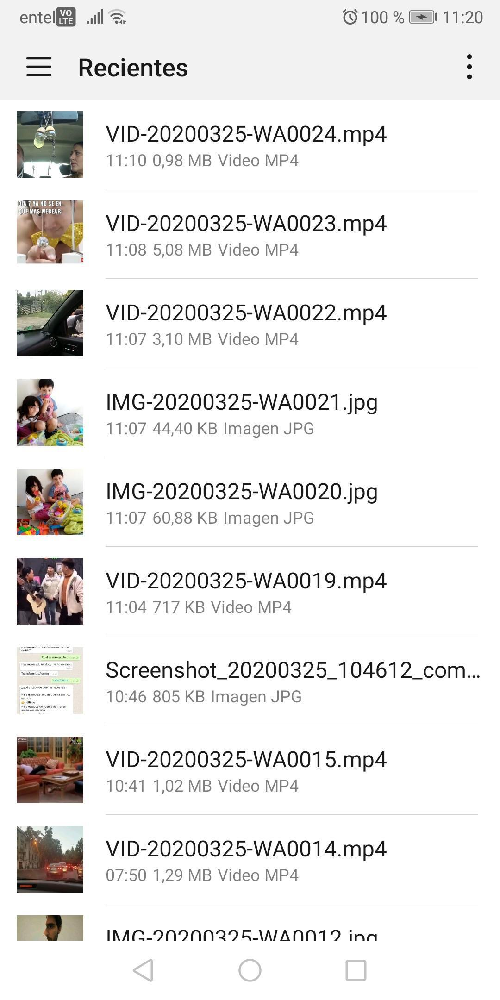 entel VO LTE 100 % 11:20
Recientes
VID-20200325-WA0024.mp4
11:10 0,98 MB Video MP4
DIA 7 YA NO SE EN
QUE MAS WEBEAR
VID-20200325-WA0023.mp4
11:08 5,08 MB Video MP4
VID-20200325-WA0022.mp4
11:07 3,10 MB Video MP4
IMG-20200325-WA0021.jpg
11:07 44,40 KB Imagen JPG
IMG-20200325-WA0020.jpg
11:07 60,88 KB Imagen JPG
VID-20200325-WA0019.mp4
11:04 717 KB Video MP4
de RUT
Cual es mi ejecutivo
Has ingresado un documento invalido
TransferenciaAgente
¿Qué Estado de Cuenta necesitas?
Para último Estado de cuenta emitido
escribe
último
Para estados de cuenta de meses
anteriores escribe
Screenshot_20200325_104612_com...
10:46 805 KB Imagen JPG
VID-20200325-WA0015.mp4
10:41 1,02 MB Video MP4
VID-20200325-WA0014.mp4
07:50 1,29 MB Video MP4
IMG-20200325-WA0012.jpg